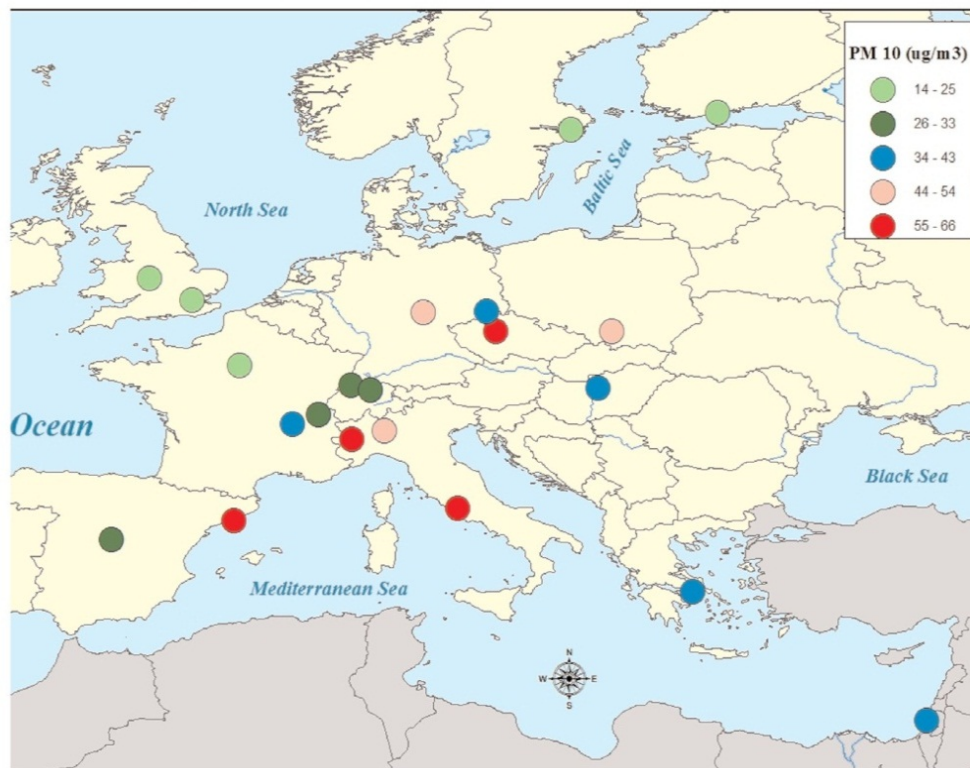 PM 10 (ug/m3)
14 - 25
26 - 33
34 - 43
44 - 54
55 - 66
Baltic Sea
North Sea
Ocean
Black Sea
Mediterranean Sea
N
W E
S